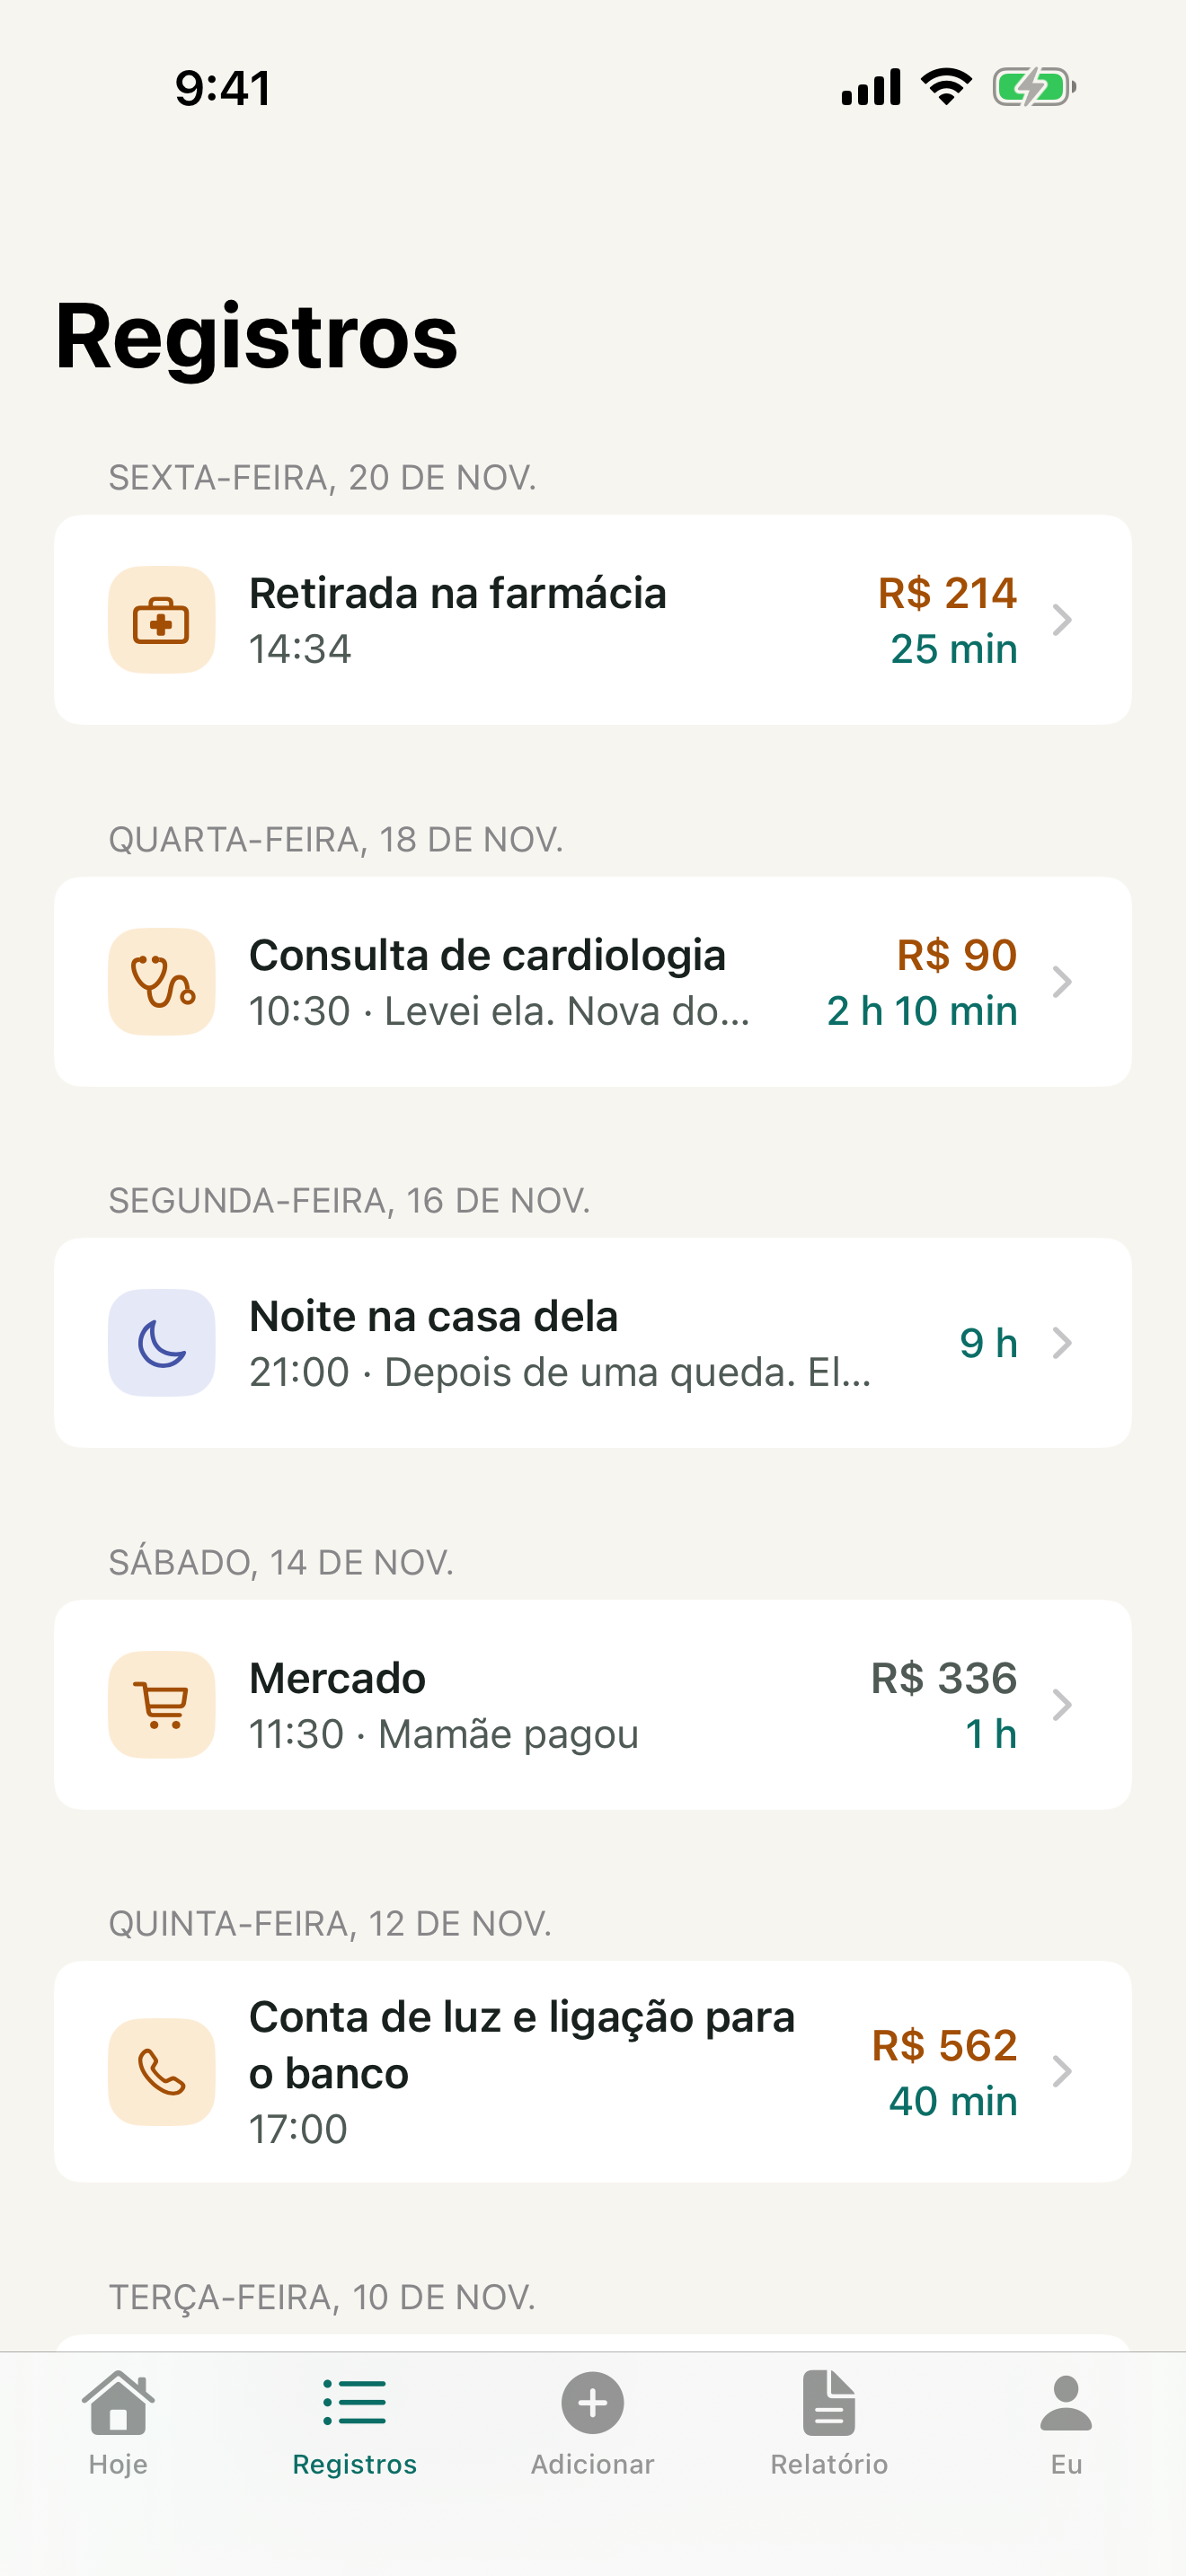 9:41
Registros
SEXTA-FEIRA, 20 DE NOV.
Retirada na farmácia
R$ 214
14:34
25 min
QUARTA-FEIRA, 18 DE NOV.
Consulta de cardiologia
R$ 90
10:30 · Levei ela. Nova do...
2 h 10 min
SEGUNDA-FEIRA, 16 DE NOV.
Noite na casa dela
21:00 · Depois de uma queda. El...
9 h
SÁBADO, 14 DE NOV.
Mercado
R$ 336
11:30 · Mamãe pagou
1 h
QUINTA-FEIRA, 12 DE NOV.
Conta de luz e ligação para
o banco
R$ 562
17:00
40 min
TERÇA-FEIRA, 10 DE NOV.
Hoje
Registros
Adicionar
Relatório
Eu